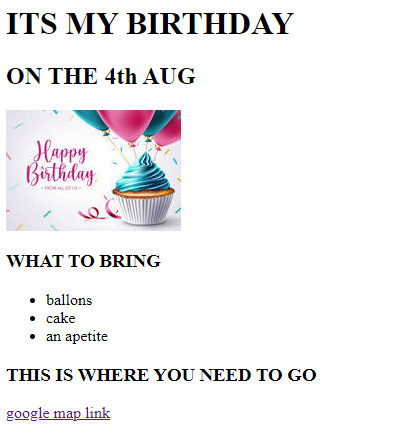 ITS MY BIRTHDAY
ON THE 4th AUG
Happy
Birthday
FROM ALL OF US
WHAT TO BRING
ballons
cake
an apetite
THIS IS WHERE YOU NEED TO GO
google map link